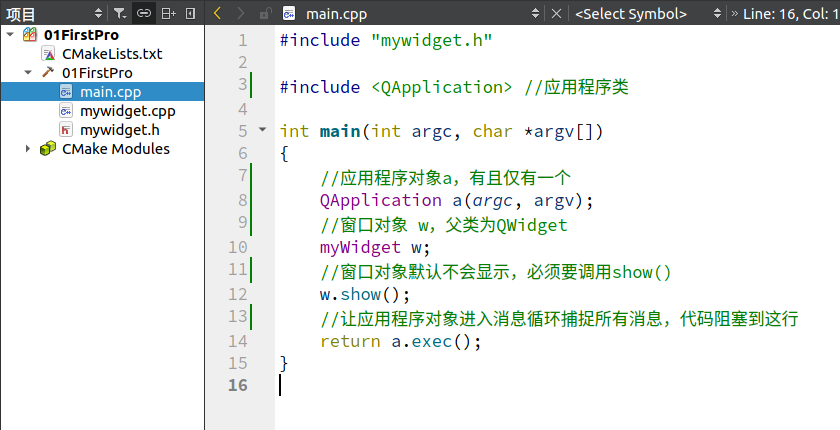 项目
main.cpp
<Select Symbol>
» Line: 16, Col: 1
01FirstPro
CMakeLists.txt
01FirstPro
main.cpp
mywidget.cpp
mywidget.h
CMake Modules
1 #include "mywidget.h"
2
3 #include <QApplication> //应用程序类
4
5 int main(int argc, char *argv[])
6 {
7 //应用程序对象a，有且仅有一个
8 QApplication a(argc, argv);
9 //窗口对象 w，父类为QWidget
10 myWidget w;
11 //窗口对象默认不会显示，必须要调用show()
12 w.show();
13 //让应用程序对象进入消息循环捕捉所有消息，代码阻塞到这行
14 return a.exec();
15 }
16